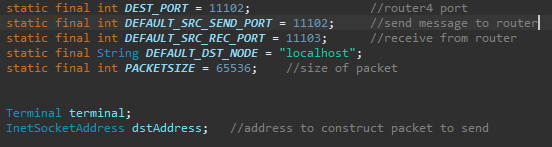 static final int DEST_PORT = 11102; //router4 port
static final int DEFAULT_SRC_SEND_PORT = 11102; //send message to router
static final int DEFAULT_SRC_REC_PORT = 11103; //receive from router
static final String DEFAULT_DST_NODE = "localhost";
static final int PACKETSIZE = 65536; //size of packet
Terminal terminal;
InetSocketAddress dstAddress; //address to construct packet to send